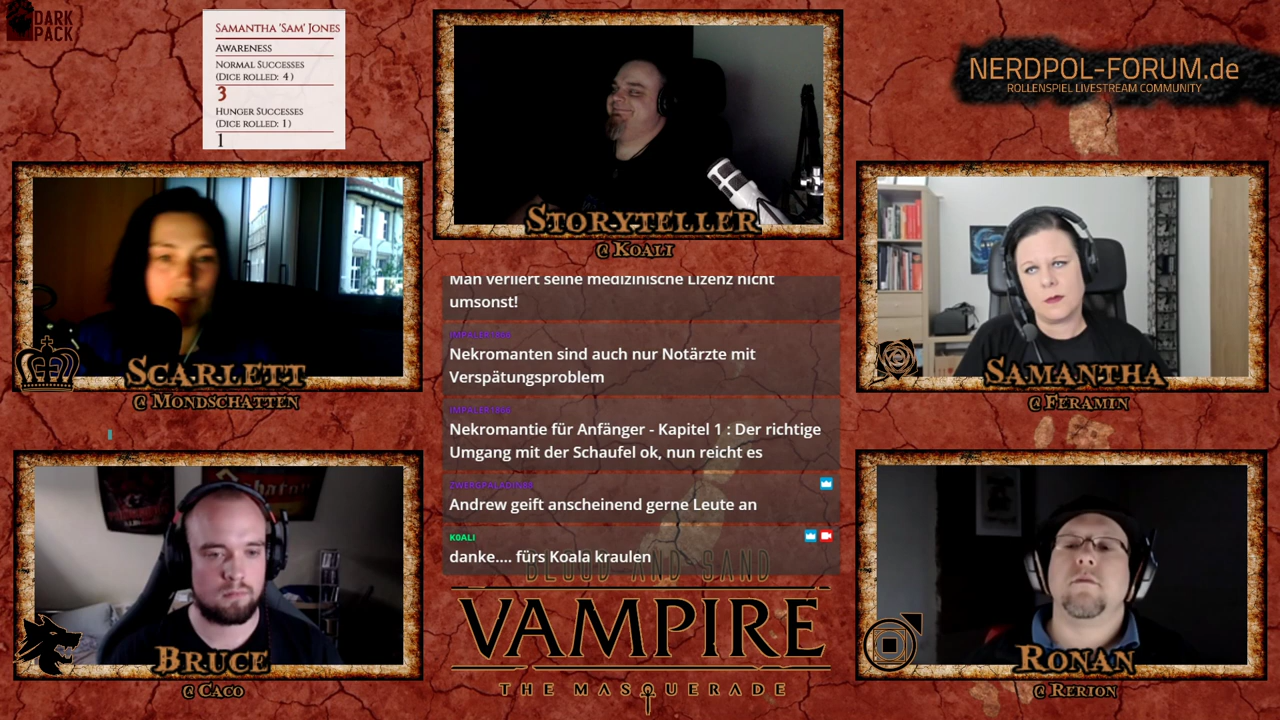 DARK
PACK
Samantha 'Sam' Jones
Awareness
Normal Successes
(Dice rolled: 4)
3
Hunger Successes
(Dice rolled: 1)
1
NERDPOL-FORUM.de
ROLLENSPIEL LIVESTREAM COMMUNITY
Storyteller
@ Koali
Scarlett
@ Mondschatten
Samantha
@ Feramin
Man verliert seine medizinische Lizenz nicht
umsonst!
Nekromanten sind auch nur Notärzte mit
Verspätungsproblem
Nekromantie für Anfänger - Kapitel 1 : Der richtige
Umgang mit der Schaufel ok, nun reicht es
Andrew geift anscheinend gerne Leute an
K0ALI
danke.... fürs Koala kraulen
BLOOD AND SAND
VAMPIRE
THE MASQUERADE
Bruce
@ Caco
Ronan
@ Rerion